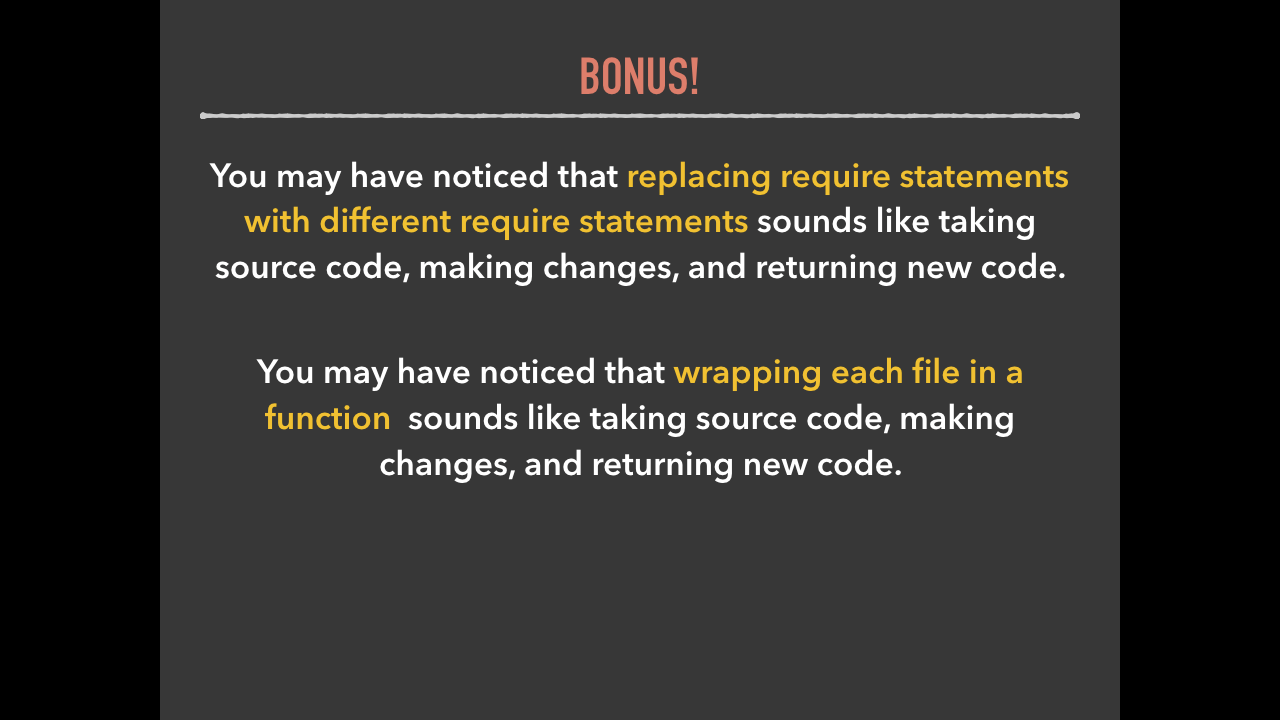 BONUS!
You may have noticed that replacing require statements
with different require statements sounds like taking
source code, making changes, and returning new code.
You may have noticed that wrapping each file in a
function sounds like taking source code, making
changes, and returning new code.